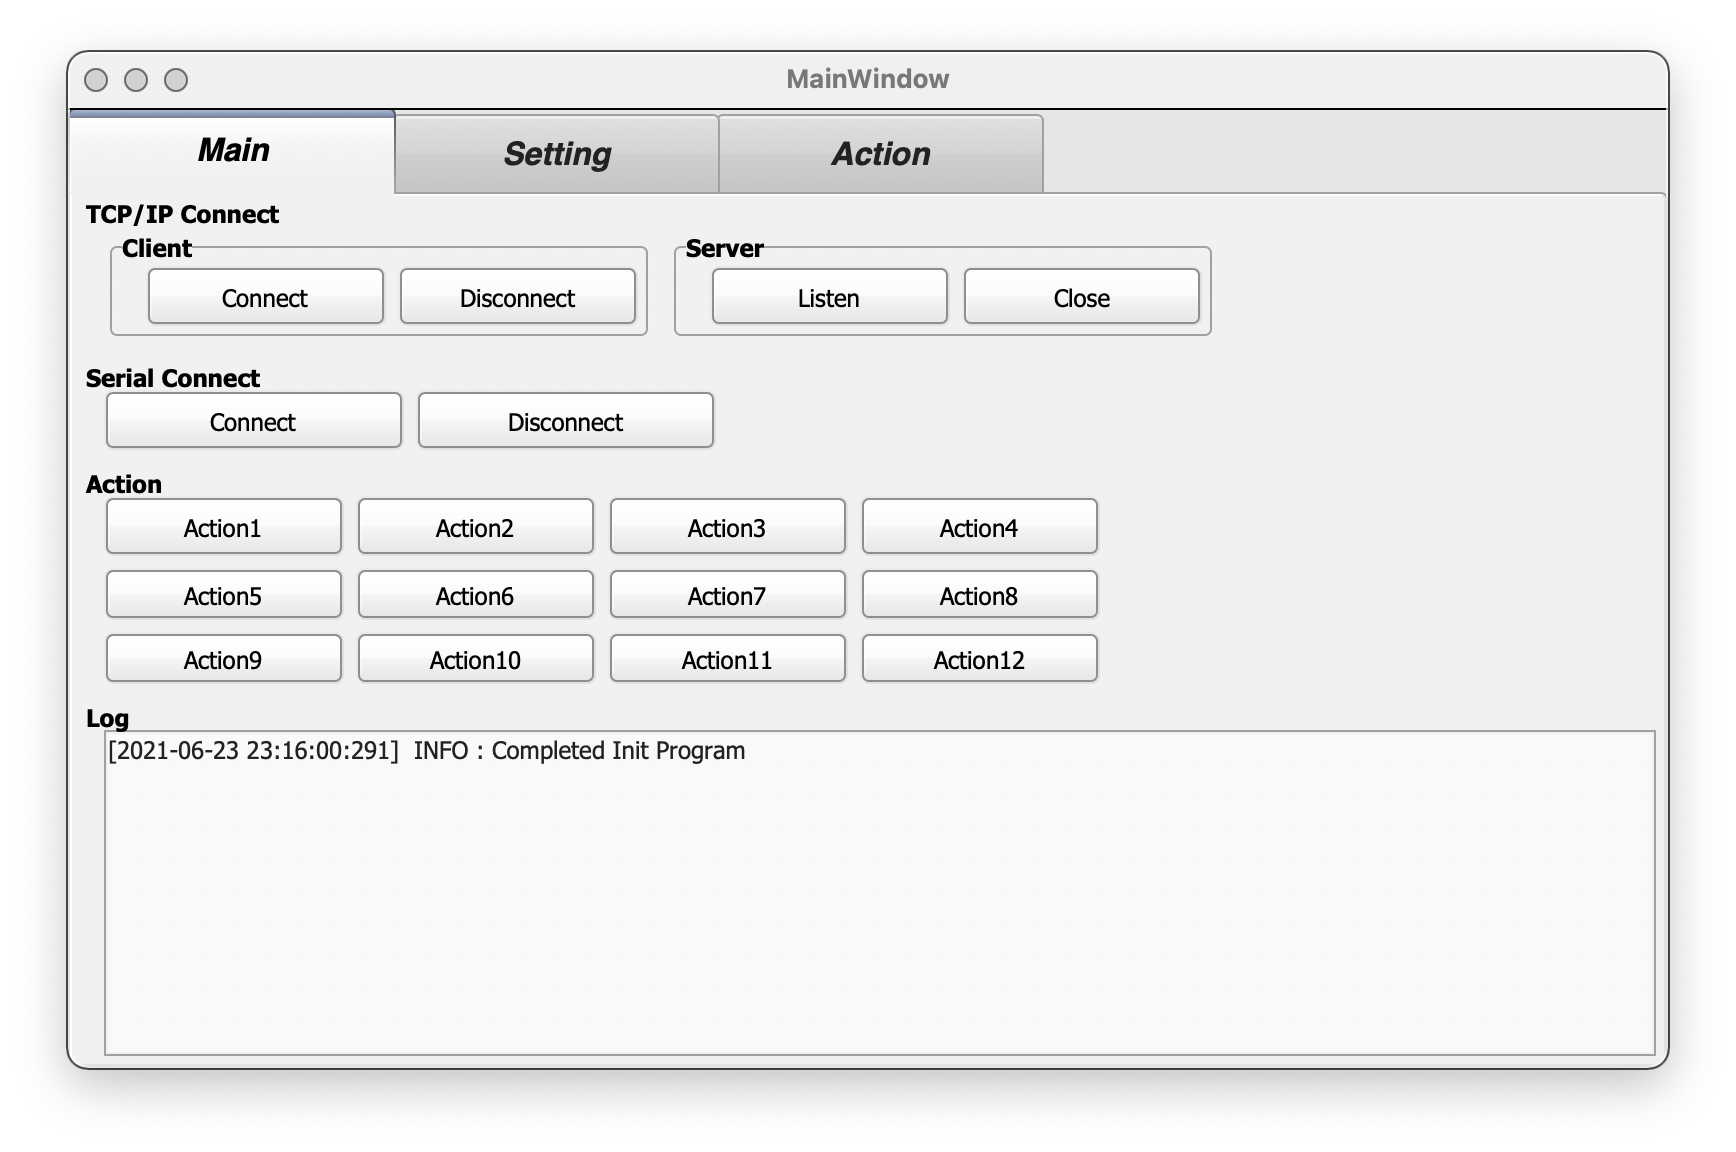 MainWindow
Main Setting Action
TCP/IP Connect
Client Server
Connect Disconnect Listen Close
Serial Connect
Connect Disconnect
Action
Action1 Action2 Action3 Action4
Action5 Action6 Action7 Action8
Action9 Action10 Action11 Action12
Log
[2021-06-23 23:16:00:291]  INFO : Completed Init Program